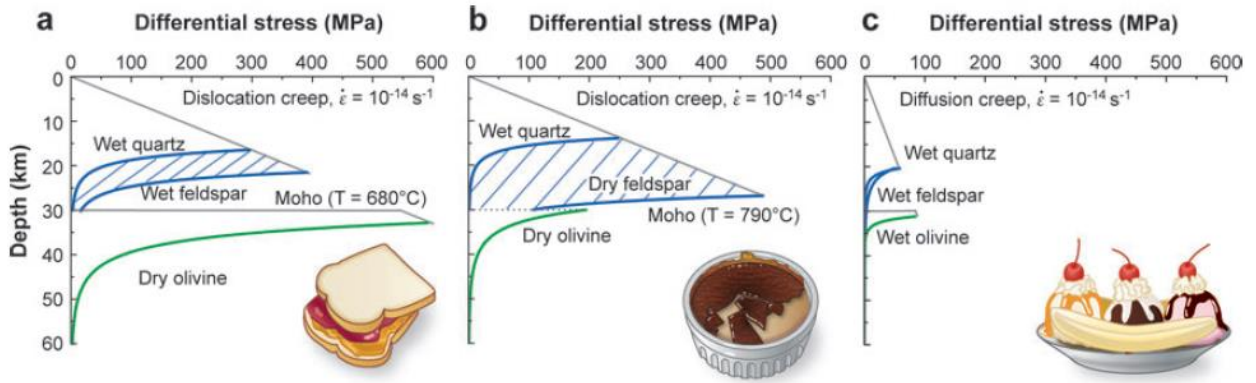 a Differential stress (MPa)
0 100 200 300 400 500 600
Depth (km)
0
10
20
30
40
50
60
Dislocation creep, ε̇ = 10-14 s-1
Wet quartz
Wet feldspar
Moho (T = 680°C)
Dry olivine
b Differential stress (MPa)
0 100 200 300 400 500 600
Dislocation creep, ε̇ = 10-14 s-1
Wet quartz
Dry feldspar
Moho (T = 790°C)
Dry olivine
c Differential stress (MPa)
0 100 200 300 400 500 600
Diffusion creep, ε̇ = 10-14 s-1
Wet quartz
Wet feldspar
Wet olivine